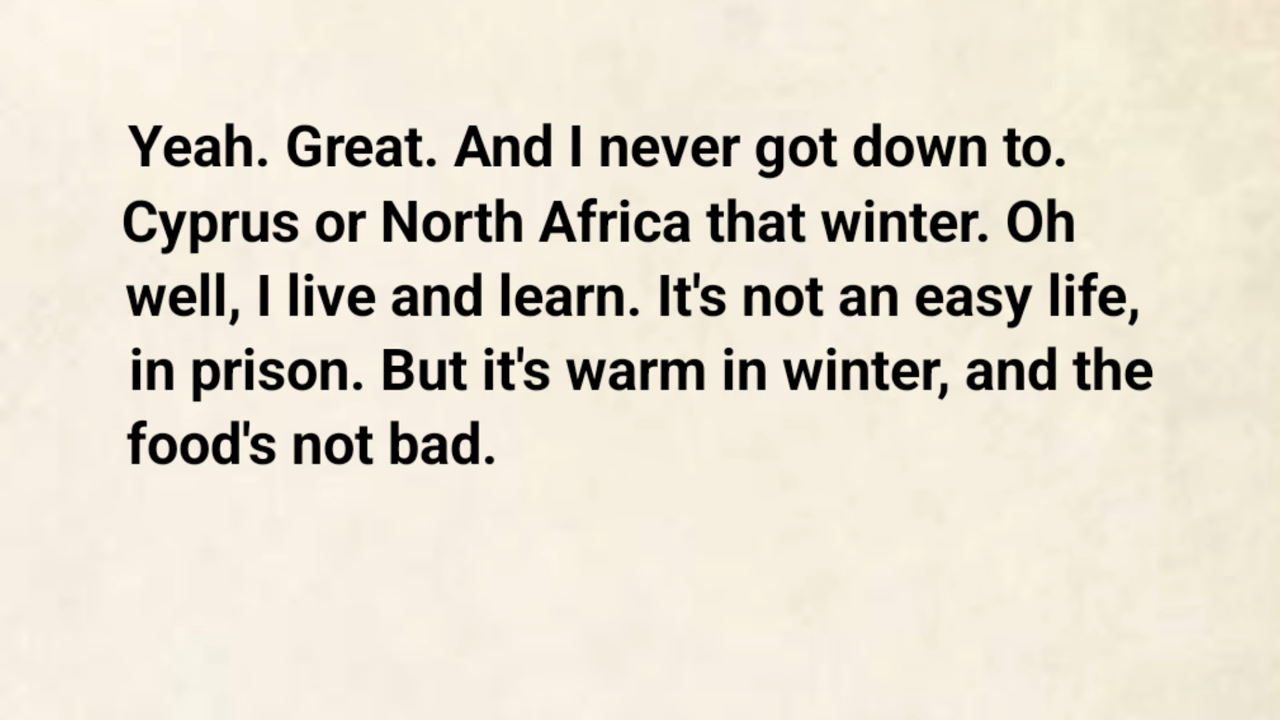 Yeah. Great. And I never got down to.
Cyprus or North Africa that winter. Oh
well, I live and learn. It's not an easy life,
in prison. But it's warm in winter, and the
food's not bad.